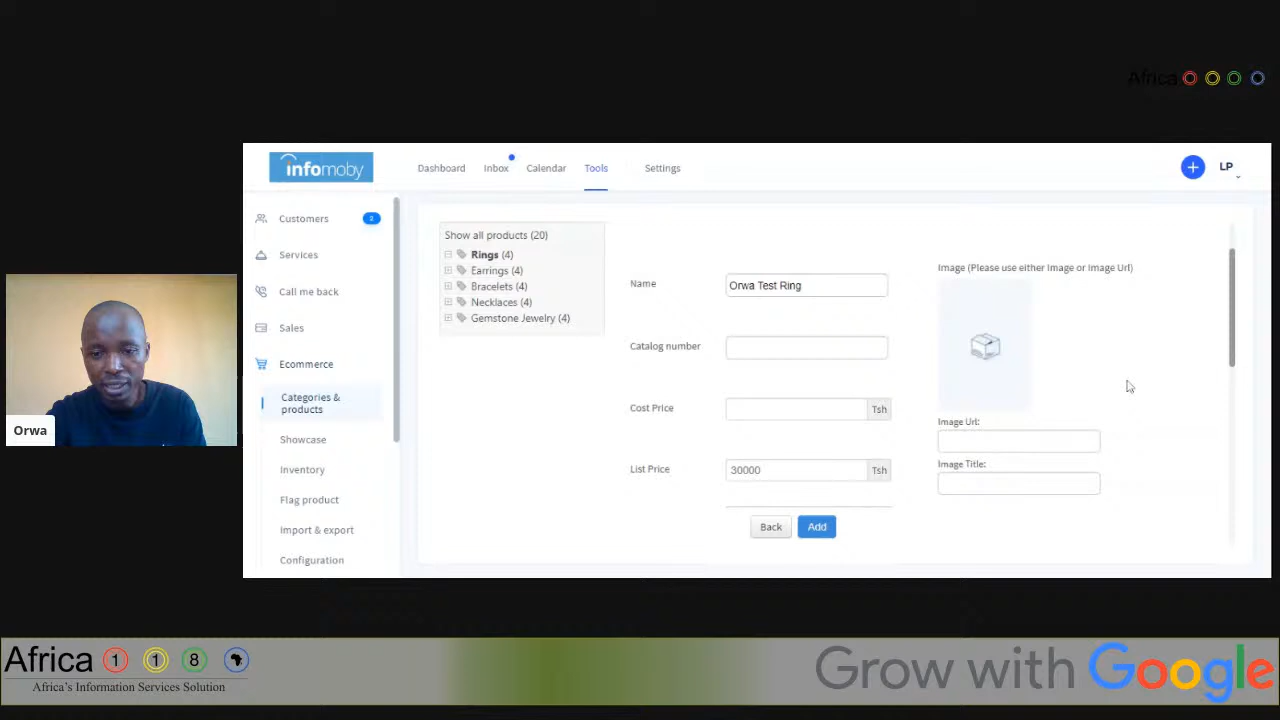 Africa
infomoby
Dashboard Inbox Calendar Tools Settings
+ LP
Customers
Services
Call me back
Sales
Ecommerce
Categories &
products
Showcase
Inventory
Flag product
Import & export
Configuration
Show all products (20)
Rings (4)
Earrings (4)
Bracelets (4)
Necklaces (4)
Gemstone Jewelry (4)
Name Orwa Test Ring
Catalog number
Cost Price Tsh
List Price 30000 Tsh
Back Add
Image (Please use either Image or Image Url)
Image Url:
Image Title:
Orwa
Africa 1 1 8
Africa's Information Services Solution
Grow with Google